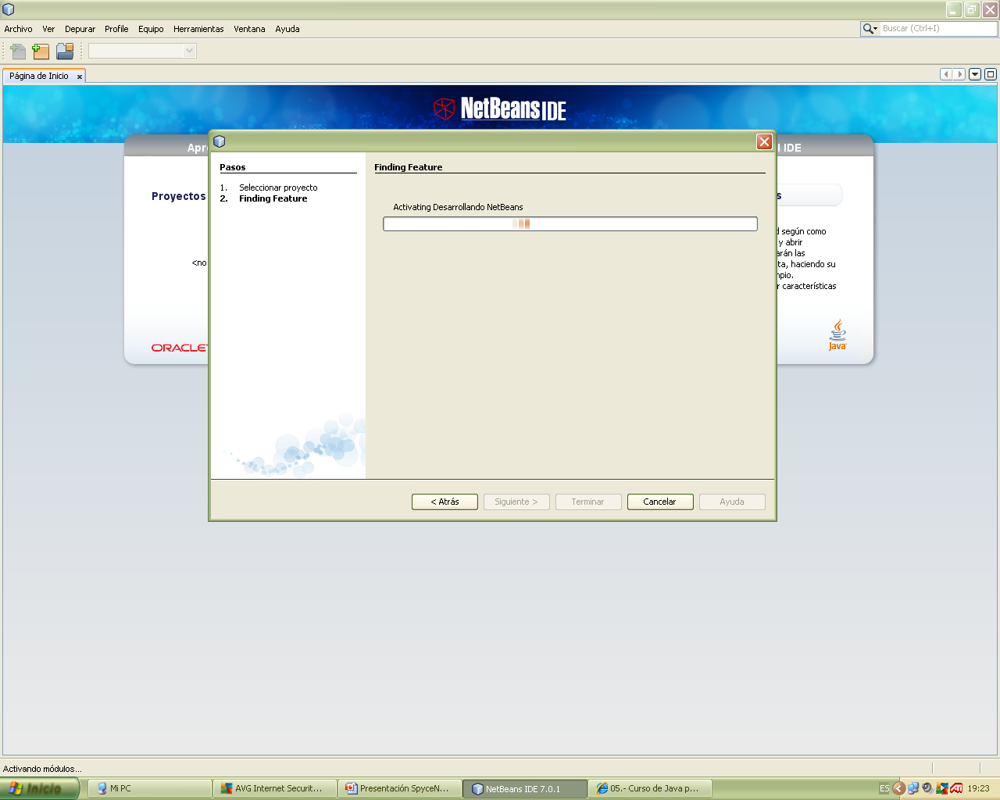 Archivo Ver Depurar Profile Equipo Herramientas Ventana Ayuda
Buscar (Ctrl+I)
Página de Inicio
NetBeans IDE
Apr
IDE
Pasos
1. Seleccionar proyecto
2. Finding Feature
Finding Feature
Activating Desarrollando NetBeans
Proyectos
s
<no
d según como
y abrir
arán las
ta, haciendo su
npio.
r características
ORACLE
Java
< Atrás Siguiente > Terminar Cancelar Ayuda
Activando módulos...
Inicio Mi PC AVG Internet Securit... Presentación SpyceN... NetBeans IDE 7.0.1 05.- Curso de Java p... ES 19:23